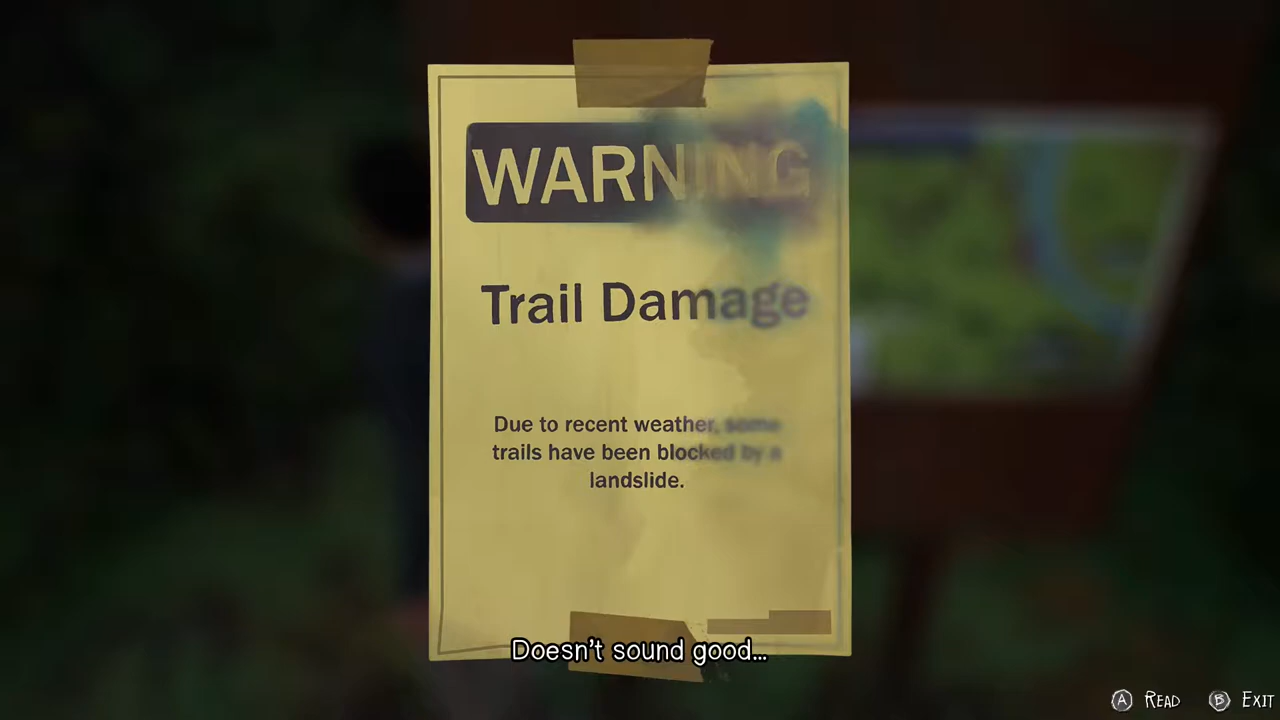 WARNING
Trail Damage
Due to recent weather, some
trails have been blocked by a
landslide.
Doesn't sound good...
A READ B EXIT